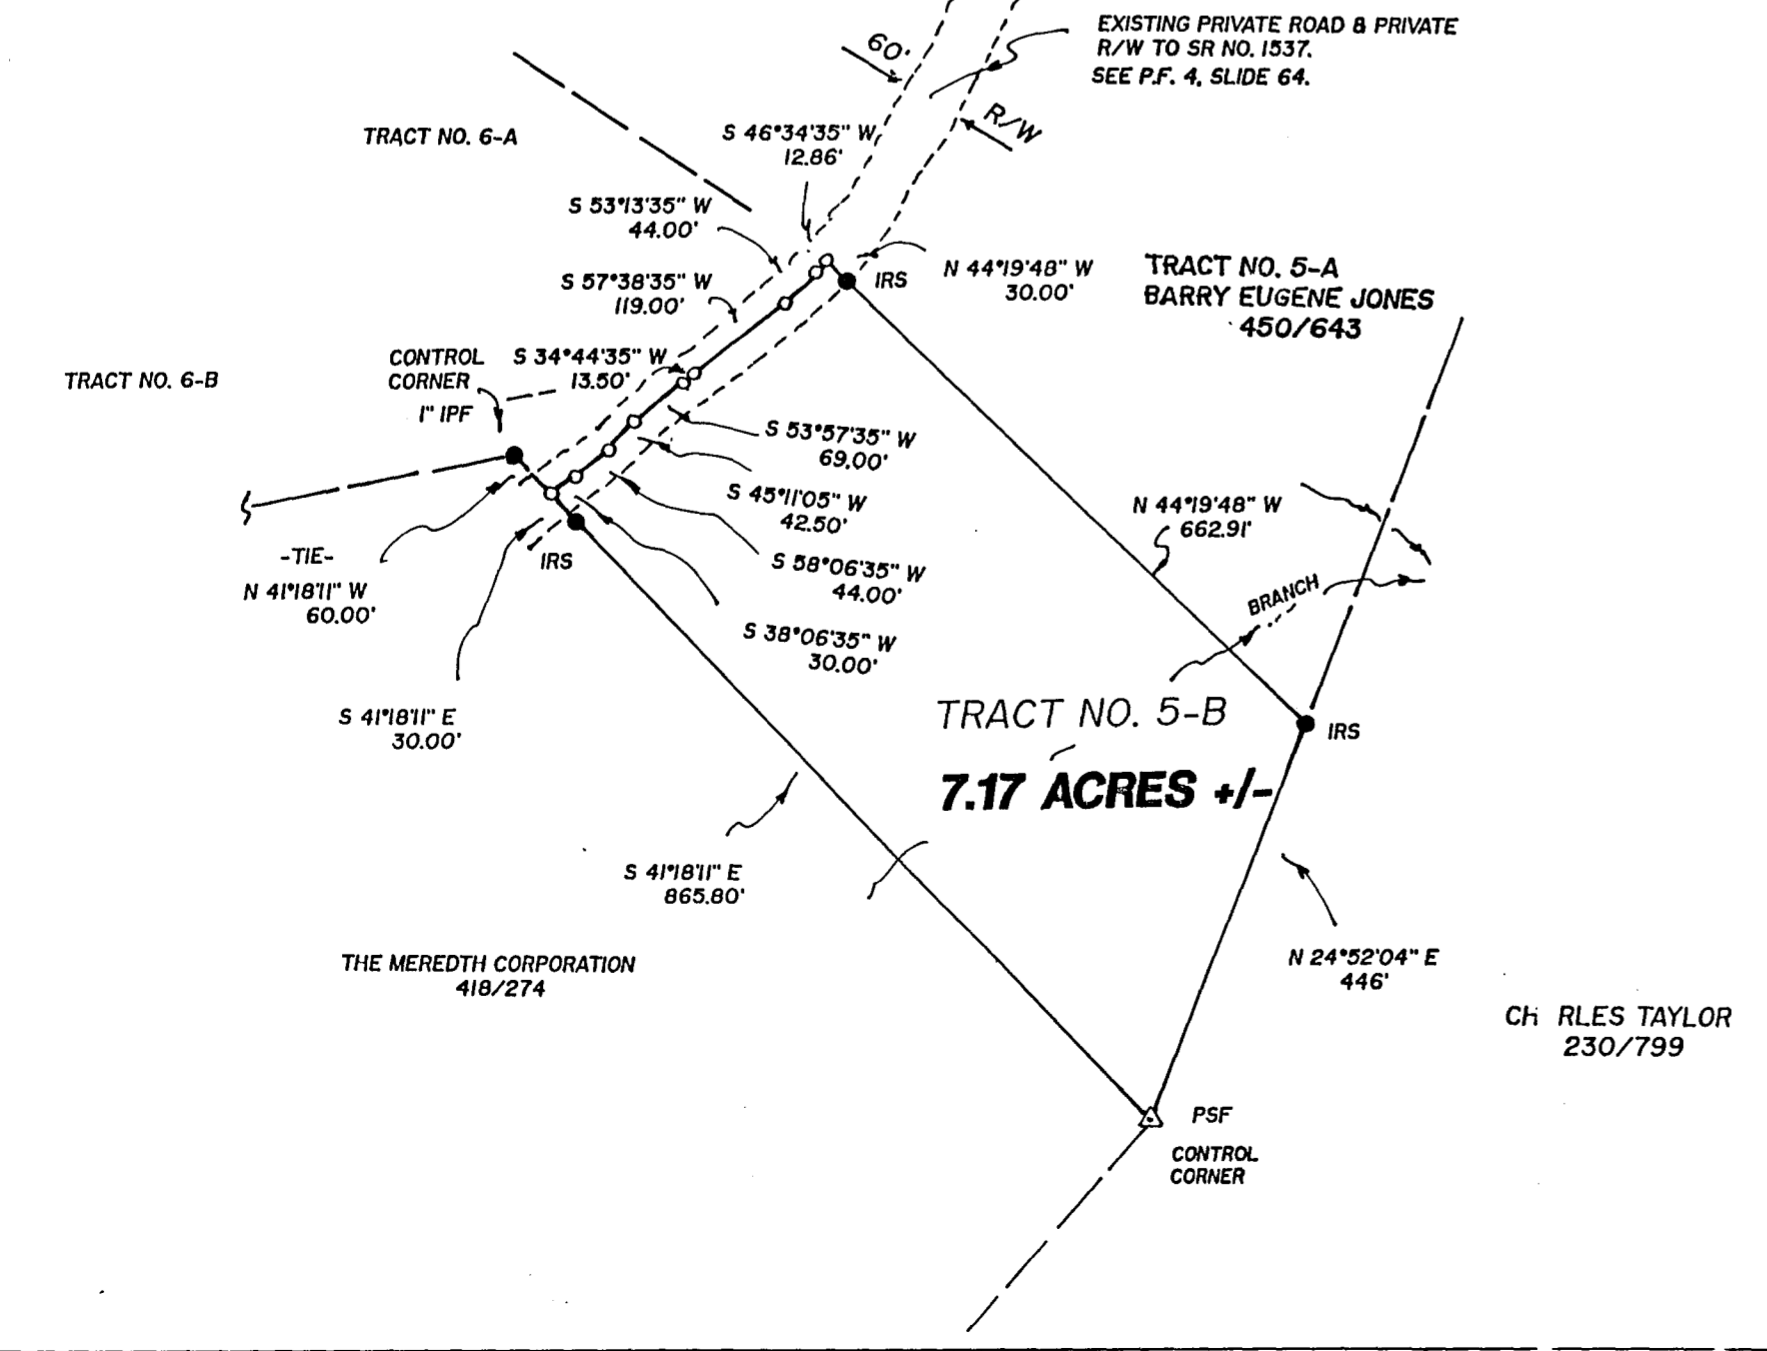 EXISTING PRIVATE ROAD & PRIVATE
R/W TO SR NO. 1537.
SEE P.F. 4, SLIDE 64.
60'
R/W
TRACT NO. 6-A
S 46°34'35" W
12.86'
S 53°13'35" W
44.00'
S 57°38'35" W
119.00'
IRS
N 44°19'48" W
30.00'
TRACT NO. 5-A
BARRY EUGENE JONES
450/643
TRACT NO. 6-B
CONTROL
CORNER
1" IPF
S 34°44'35" W
13.50'
S 53°57'35" W
69.00'
S 45°11'05" W
42.50'
S 58°06'35" W
44.00'
S 38°06'35" W
30.00'
N 44°19'48" W
662.91'
BRANCH
-TIE-
N 41°18'11" W
60.00'
IRS
S 41°18'11" E
30.00'
TRACT NO. 5-B
7.17 ACRES +/-
IRS
S 41°18'11" E
865.80'
THE MEREDTH CORPORATION
418/274
N 24°52'04" E
446'
CH RLES TAYLOR
230/799
PSF
CONTROL
CORNER